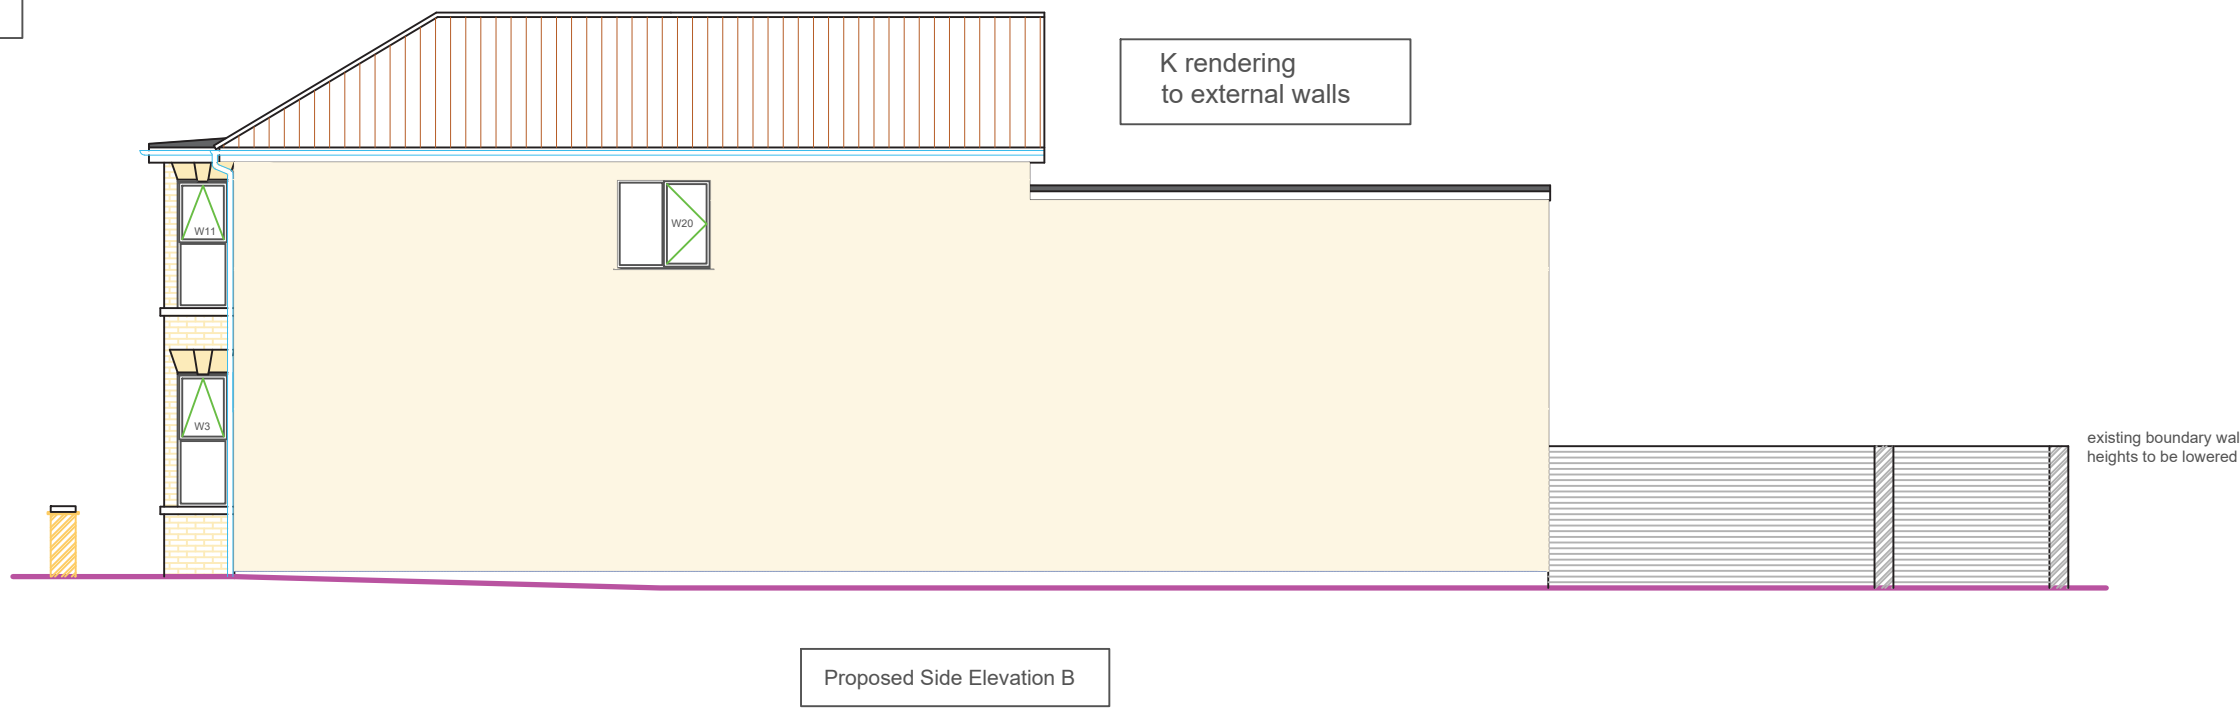 K rendering
to external walls
W11
W20
W3
existing boundary wal
heights to be lowered
Proposed Side Elevation B